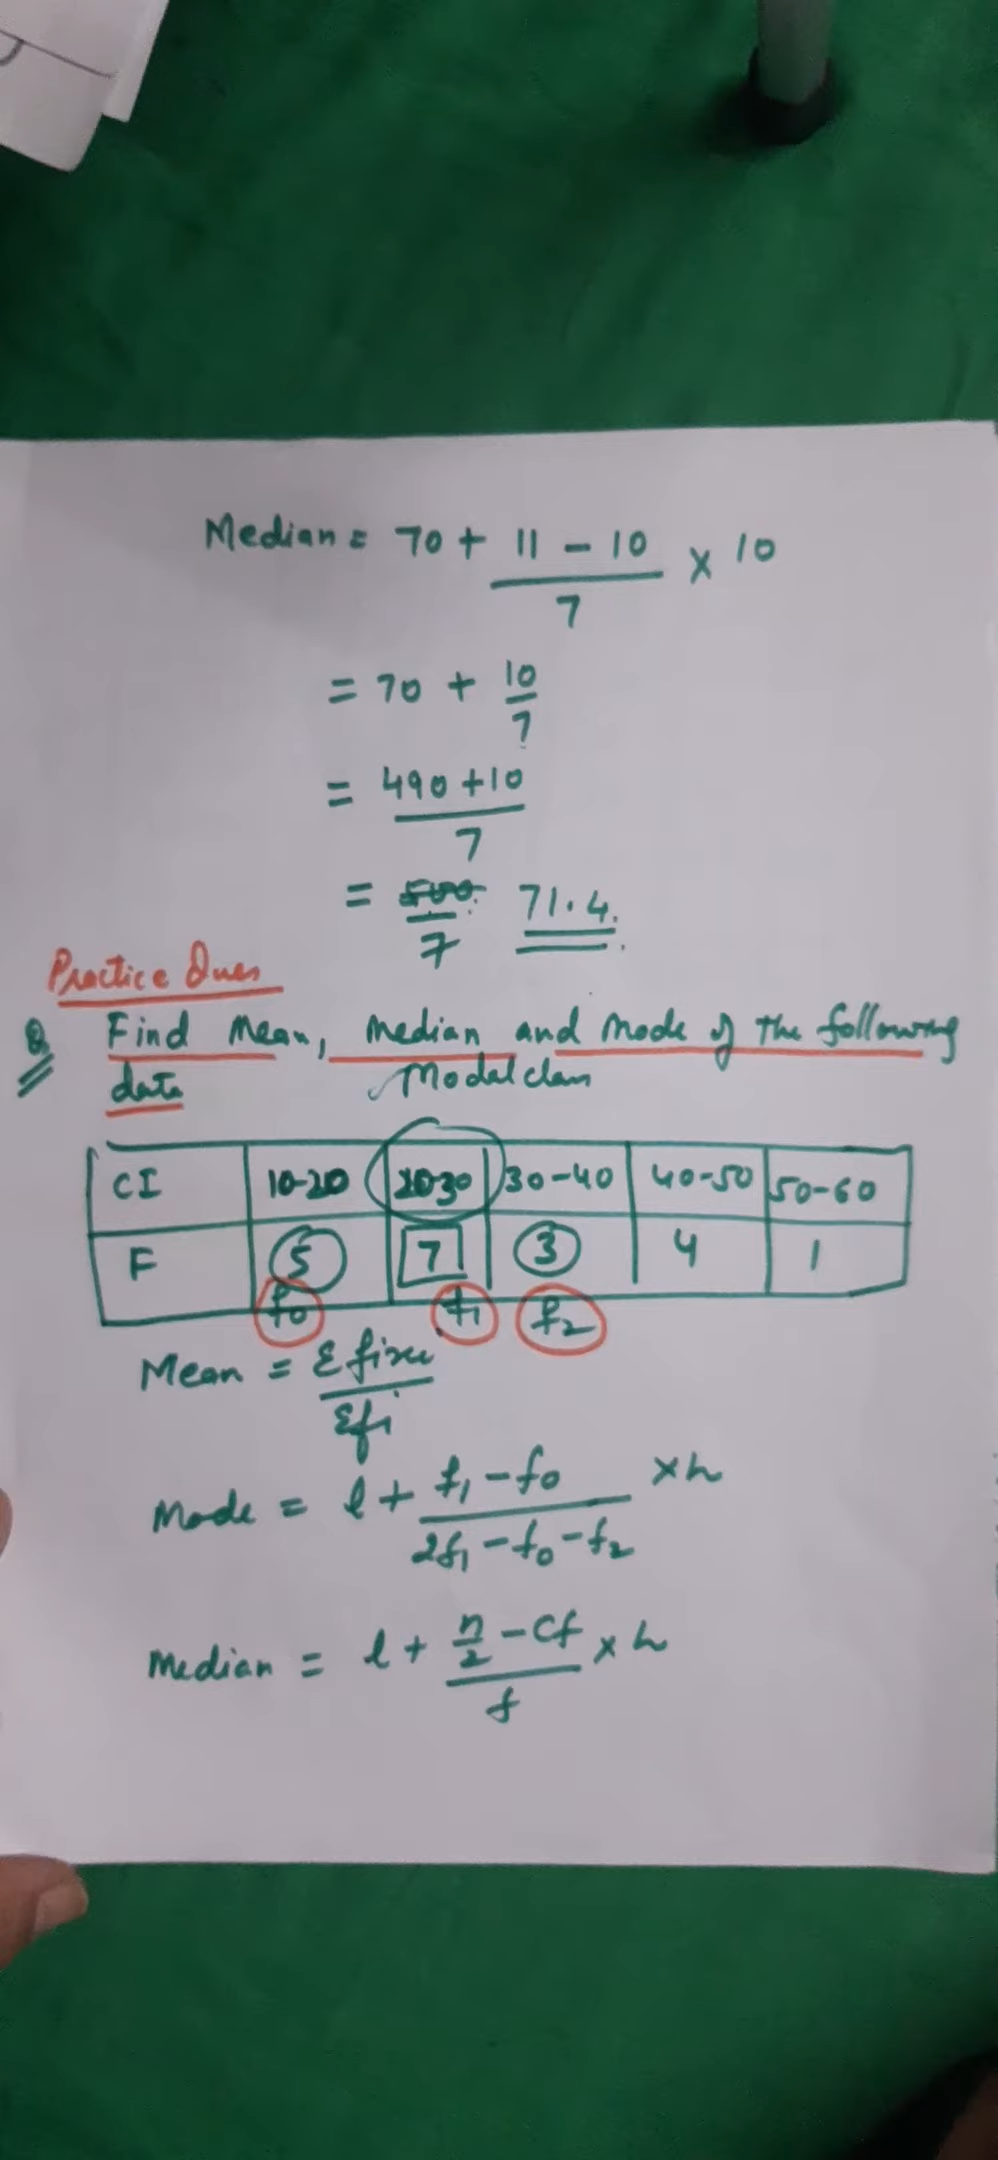 Median = 70 + 11 - 10 / 7 × 10
= 70 + 10/7
= 490 + 10 / 7
= 500/7 71.4.
Practice Ques
Q Find Mean, Median and Mode of the following
data Modal class
CI 10-20 20-30 30-40 40-50 50-60
F 5 7 3 4 1
f0 f1 f2
Mean = Σfixi / Σfi
Mode = l + f1 - f0 / 2f1 - f0 - f2 × h
Median = l + n/2 - cf / f × h